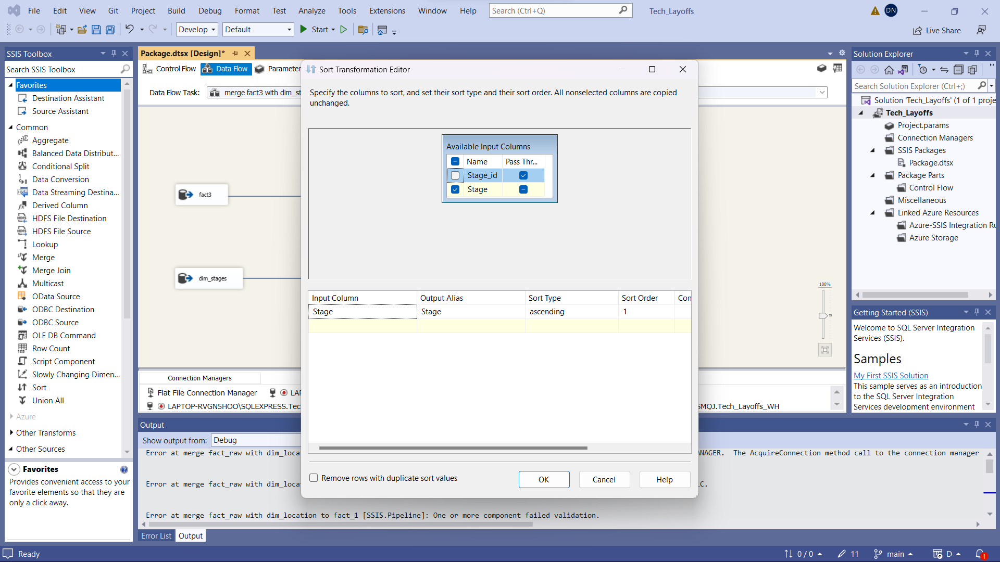 File Edit View Git Project Build Debug Format Test Analyze Tools Extensions Window Help Search (Ctrl+Q) Tech_Layoffs DN
Develop Default Start Live Share
SSIS Toolbox
Search SSIS Toolbox
Favorites
Destination Assistant
Source Assistant
Common
Aggregate
Balanced Data Distribut...
Conditional Split
Data Conversion
Data Streaming Destina...
Derived Column
HDFS File Destination
HDFS File Source
Lookup
Merge
Merge Join
Multicast
OData Source
ODBC Destination
ODBC Source
OLE DB Command
Row Count
Script Component
Slowly Changing Dimen...
Sort
Union All
Azure
Other Transforms
Other Sources
Favorites
Provides convenient access to your
favorite elements so that they are
only a click away.
Package.dtsx [Design]*
Control Flow Data Flow Parameter
Data Flow Task: merge fact3 with dim_st
fact3
dim_stages
100%
Connection Managers
Flat File Connection Manager LAP
LAPTOP-RVGN5HOO\SQLEXPRESS.Tec SMQJ.Tech_Layoffs_WH
Sort Transformation Editor
Specify the columns to sort, and set their sort type and their sort order. All nonselected columns are copied
unchanged.
Available Input Columns
Name Pass Thr...
Stage_id
Stage
Input Column Output Alias Sort Type Sort Order Con
Stage Stage ascending 1
Remove rows with duplicate sort values
OK Cancel Help
Output
Show output from: Debug
Error at merge fact_raw with dim_locat ANAGER. The AcquireConnection method call to the connection manager
Error at merge fact_raw with dim_locat C.
Error at merge fact_raw with dim_location to fact_1 [SSIS.Pipeline]: One or more component failed validation.
Error List Output
Solution Explorer
Search Solution Explorer (Ctrl+;)
Solution 'Tech_Layoffs' (1 of 1 proje
Tech_Layoffs
Project.params
Connection Managers
SSIS Packages
Package.dtsx
Package Parts
Control Flow
Miscellaneous
Linked Azure Resources
Azure-SSIS Integration Ru
Azure Storage
Getting Started (SSIS)
Welcome to SQL Server Integration
Services (SSIS).
Samples
My First SSIS Solution
This sample serves as an introduction
to the SQL Server Integration
Services development environment
Ready 0 / 0 11 main D 1